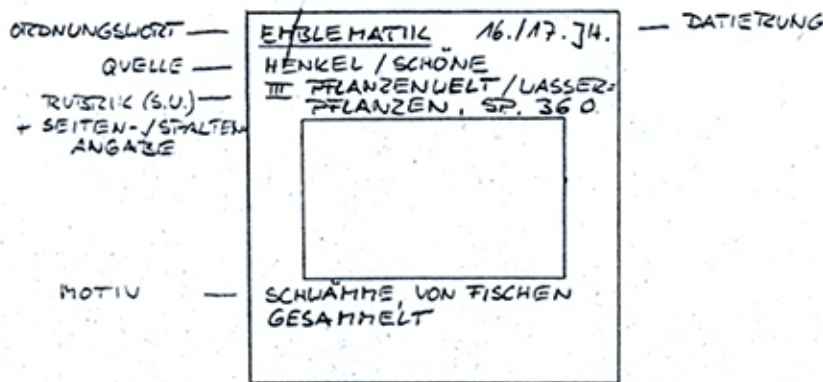 ORDNUNGSWORT — EMBLEMATIK 16./17. JH. — DATIERUNG
QUELLE — HENKEL / SCHÖNE
RUBRIK (S.U.) — III PFLANZENWELT / WASSER=
+ SEITEN-/SPALTEN PFLANZEN, SP. 360
ANGABE
MOTIV — SCHWÄMME, VON FISCHEN
GESAMMELT